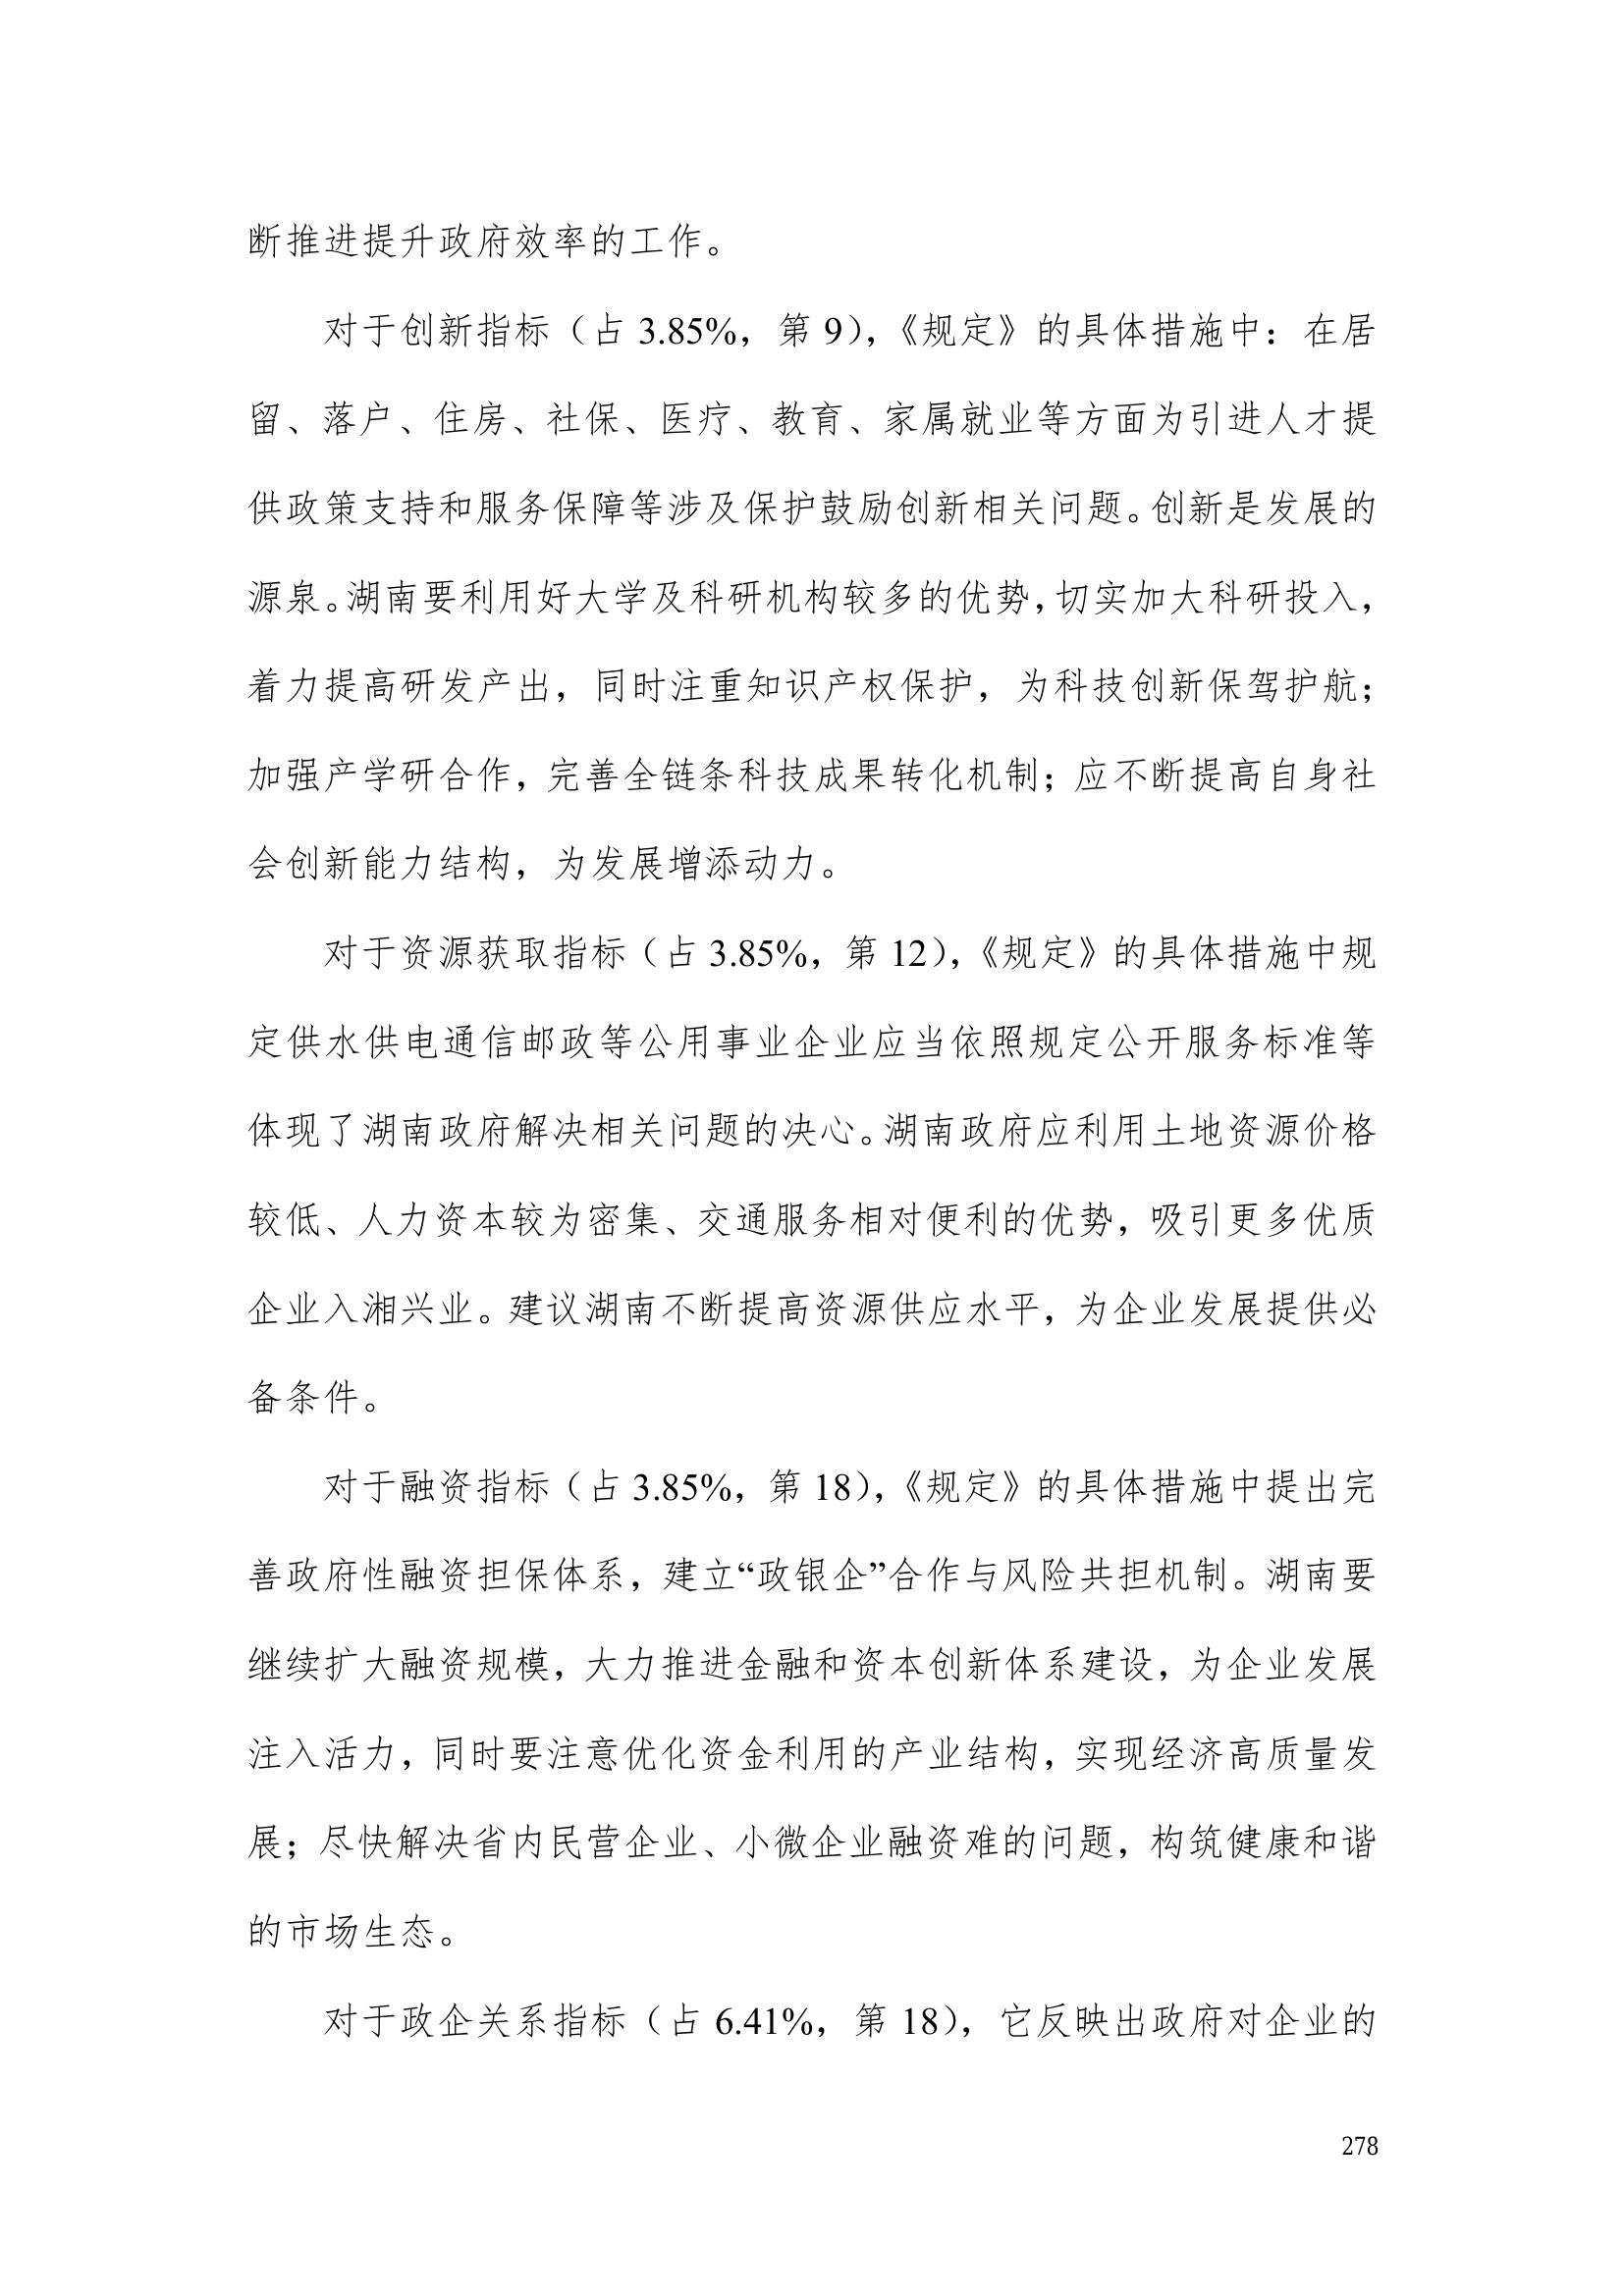 断推进提升政府效率的工作。
对于创新指标（占 3.85%，第 9），《规定》的具体措施中：在居
留、落户、住房、社保、医疗、教育、家属就业等方面为引进人才提
供政策支持和服务保障等涉及保护鼓励创新相关问题。创新是发展的
源泉。湖南要利用好大学及科研机构较多的优势，切实加大科研投入，
着力提高研发产出，同时注重知识产权保护，为科技创新保驾护航；
加强产学研合作，完善全链条科技成果转化机制；应不断提高自身社
会创新能力结构，为发展增添动力。
对于资源获取指标（占 3.85%，第 12），《规定》的具体措施中规
定供水供电通信邮政等公用事业企业应当依照规定公开服务标准等
体现了湖南政府解决相关问题的决心。湖南政府应利用土地资源价格
较低、人力资本较为密集、交通服务相对便利的优势，吸引更多优质
企业入湘兴业。建议湖南不断提高资源供应水平，为企业发展提供必
备条件。
对于融资指标（占 3.85%，第 18），《规定》的具体措施中提出完
善政府性融资担保体系，建立“政银企”合作与风险共担机制。湖南要
继续扩大融资规模，大力推进金融和资本创新体系建设，为企业发展
注入活力，同时要注意优化资金利用的产业结构，实现经济高质量发
展；尽快解决省内民营企业、小微企业融资难的问题，构筑健康和谐
的市场生态。
对于政企关系指标（占 6.41%，第 18），它反映出政府对企业的
278